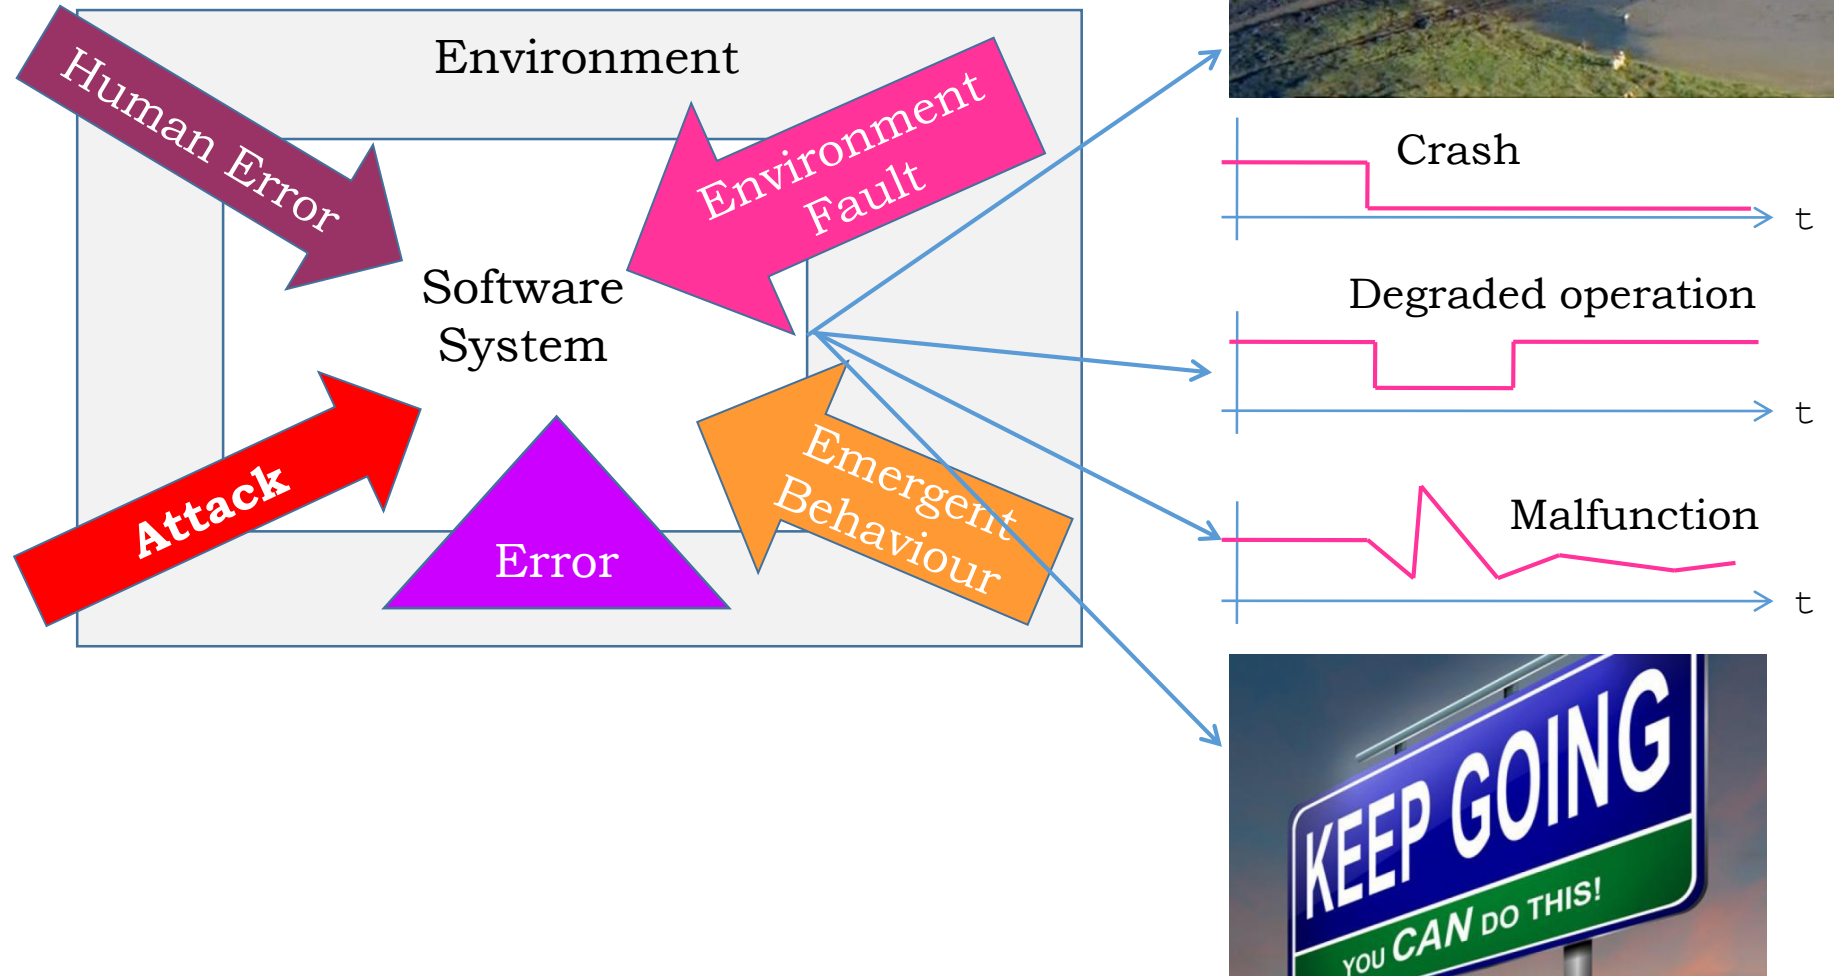 Environment
Human Error
Environment
Fault
Software
System
Attack
Error
Emergent
Behaviour
Crash
t
Degraded operation
t
Malfunction
t
KEEP GOING
YOU CAN DO THIS!